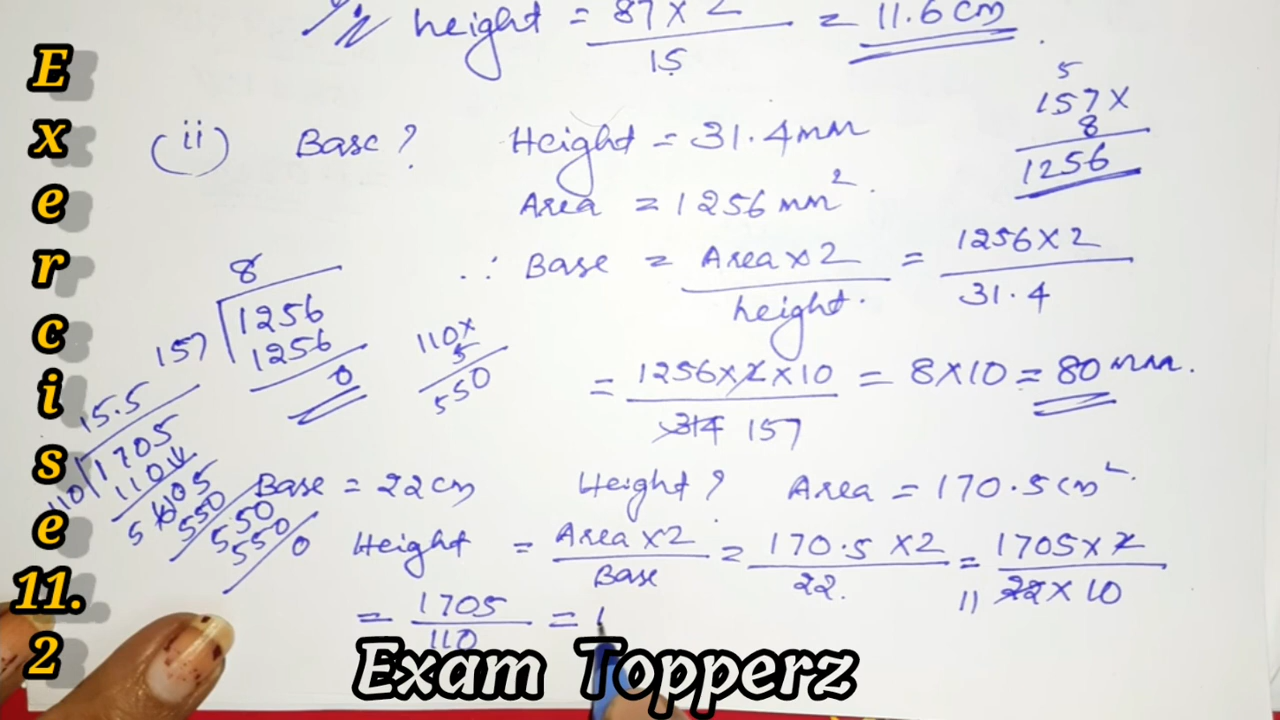 Exercise 11.2
height = 87 × 2 / 15 = 11.6 cm
(ii) Base? Height = 31.4 mm
Area = 1256 mm²
157 ×
8
1256
5
∴ Base = Area × 2 / height = 1256 × 2 / 31.4
= 1256 × 2 × 10 / 314 157 = 8 × 10 = 80 mm.
8
157 1256
1256
0
110 ×
5
550
15.5
110 1705
110
550
550
0
Base = 22 cm Height? Area = 170.5 cm²
Height = Area × 2 / Base = 170.5 × 2 / 22. = 1705 × 2 / 11 22 × 10
= 1705 / 110 = 1
Exam Topperz